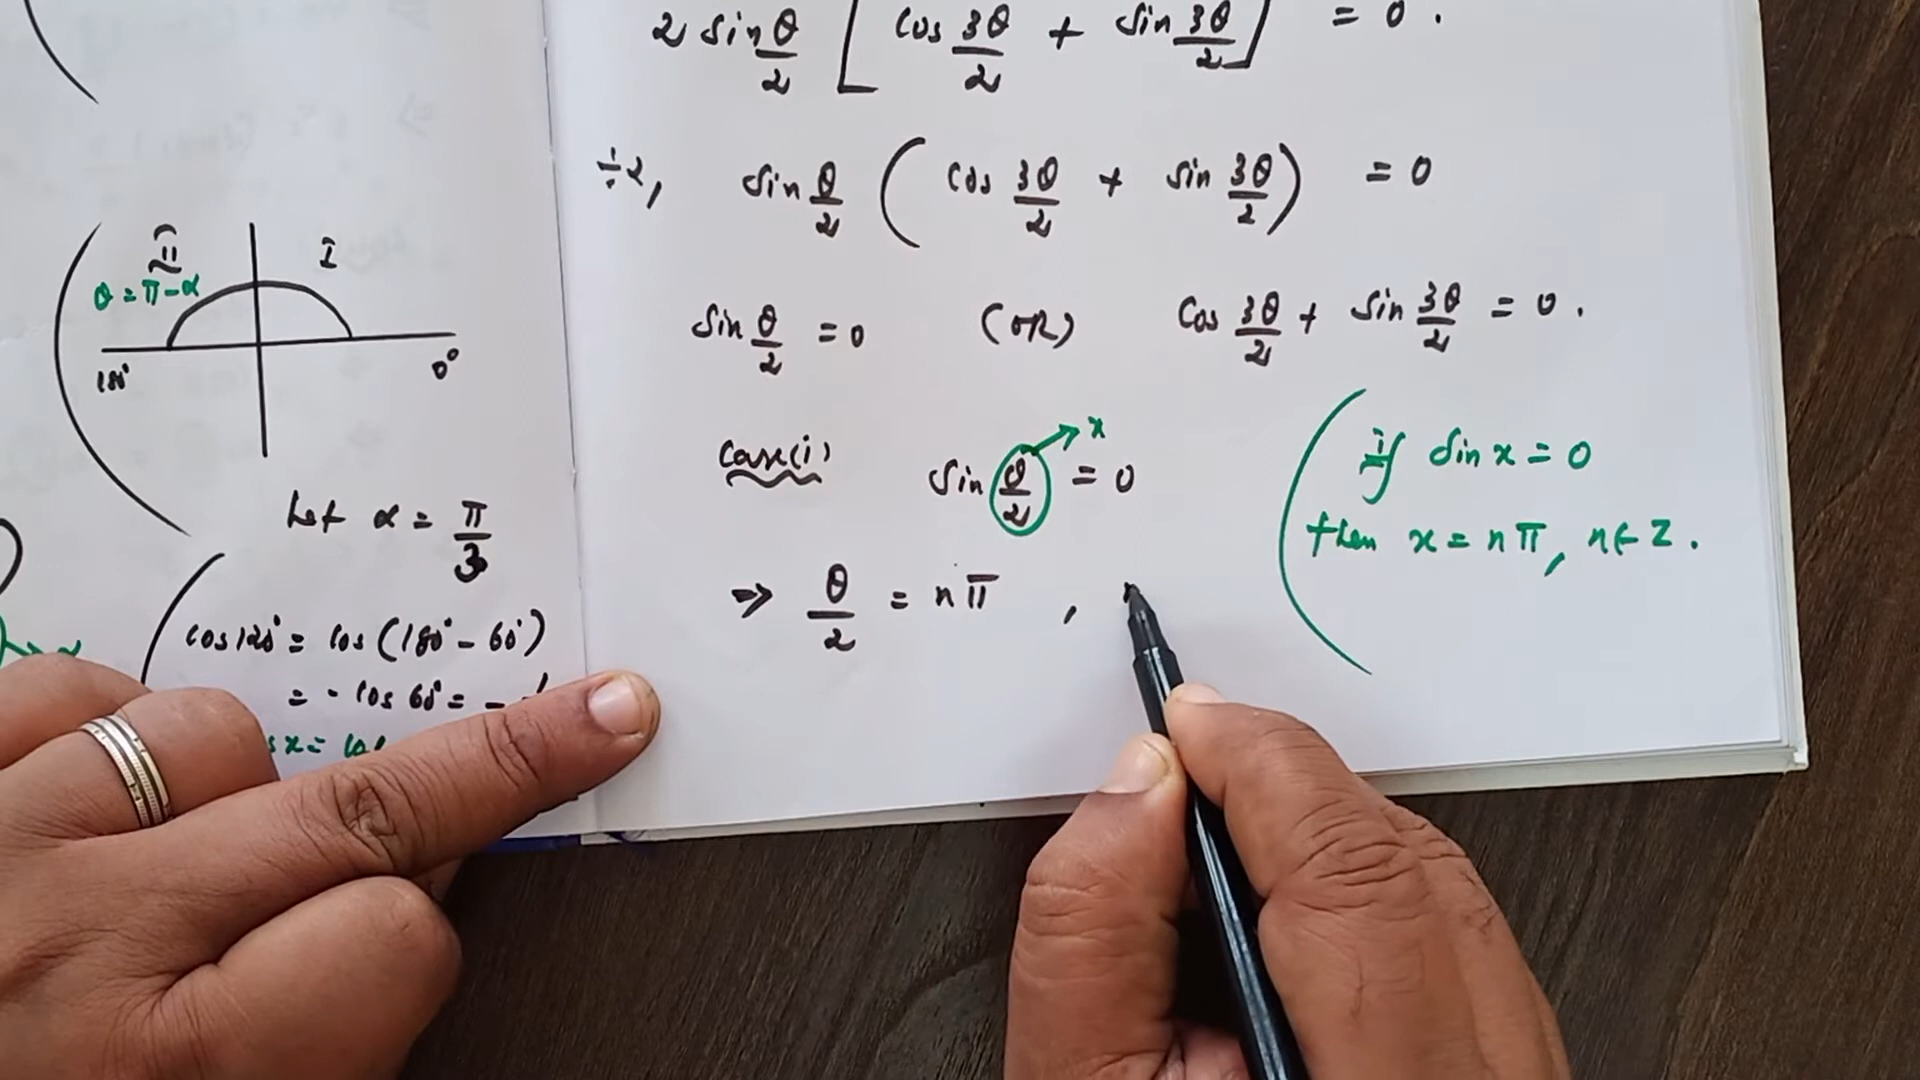 II
I
θ = π-α
180°
0°
Let α = π/3
cos120° = cos (180° - 60°)
= - cos 60° = -
2 sin θ/2 [ cos 3θ/2 + sin 3θ/2 ] = 0 .
÷2, sin θ/2 ( cos 3θ/2 + sin 3θ/2 ) = 0
sin θ/2 = 0 (OR) cos 3θ/2 + sin 3θ/2 = 0 .
Case(i) sin θ/2 = 0
x
⇒ θ/2 = nπ , n
if sin x = 0
then x = nπ, n∈Z .